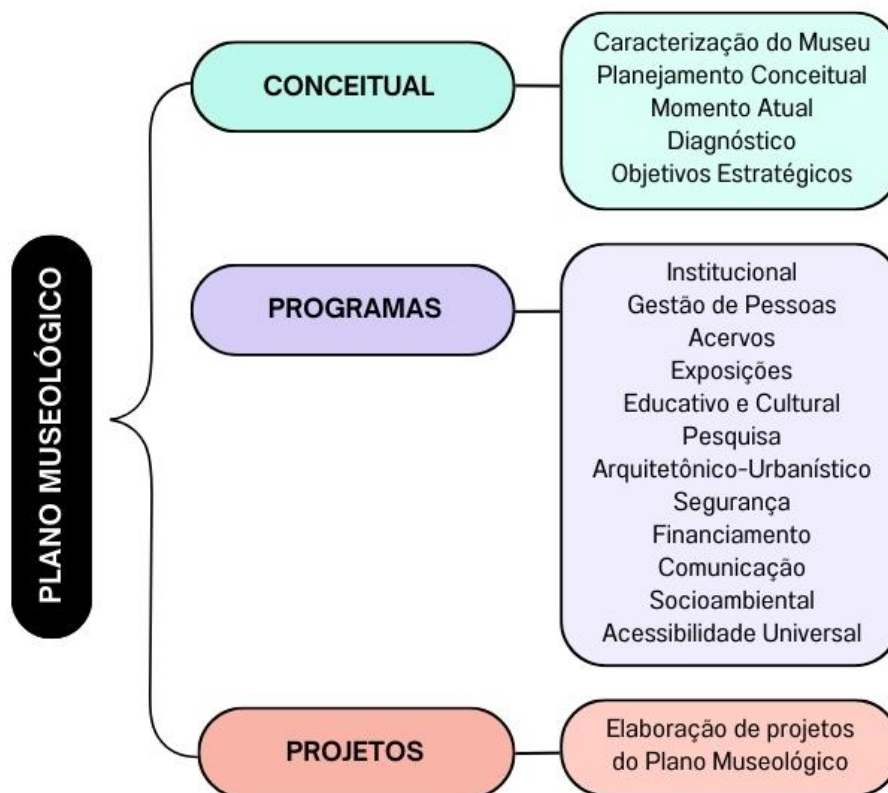 PLANO MUSEOLÓGICO
CONCEITUAL
Caracterização do Museu
Planejamento Conceitual
Momento Atual
Diagnóstico
Objetivos Estratégicos
PROGRAMAS
Institucional
Gestão de Pessoas
Acervos
Exposições
Educativo e Cultural
Pesquisa
Arquitetônico-Urbanístico
Segurança
Financiamento
Comunicação
Socioambiental
Acessibilidade Universal
PROJETOS
Elaboração de projetos
do Plano Museológico